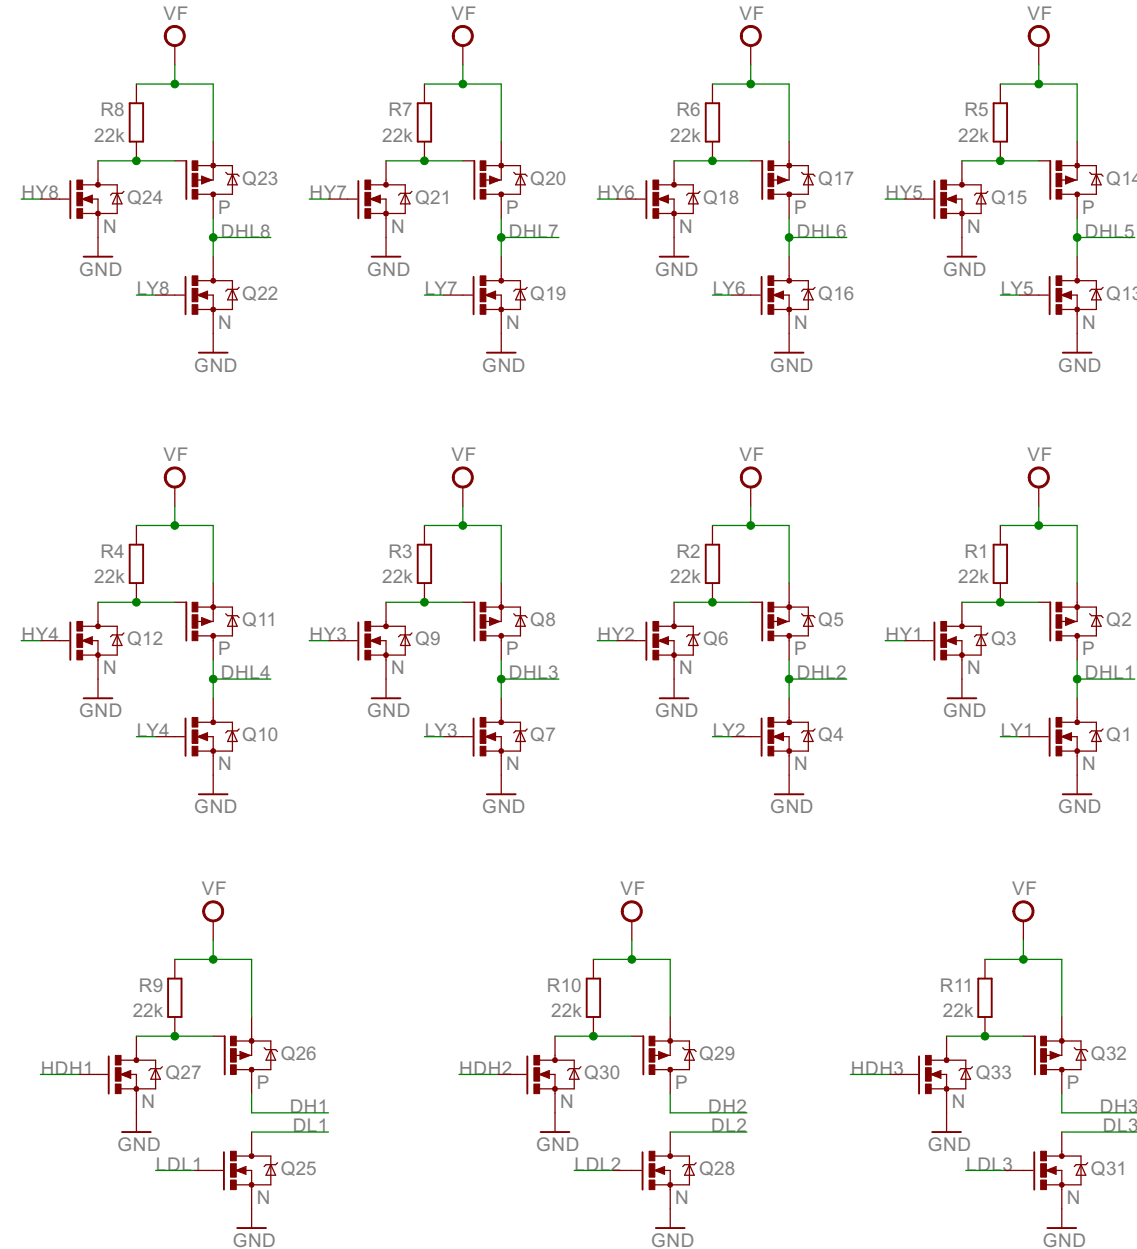 VF VF VF VF
R8 R7 R6 R5
22k 22k 22k 22k
HY8 Q24 Q23 HY7 Q21 Q20 HY6 Q18 Q17 HY5 Q15 Q14
P P P P
N N N N
DHL8 DHL7 DHL6 DHL5
GND GND GND GND
LY8 Q22 LY7 Q19 LY6 Q16 LY5 Q13
N N N N
GND GND GND GND
VF VF VF VF
R4 R3 R2 R1
22k 22k 22k 22k
Q11 Q8 Q5 Q2
HY4 Q12 HY3 Q9 HY2 Q6 HY1 Q3
P P P P
N N N N
DHL4 DHL3 DHL2 DHL1
GND GND GND GND
LY4 Q10 LY3 Q7 LY2 Q4 LY1 Q1
N N N N
GND GND GND GND
VF VF VF
R9 R10 R11
22k 22k 22k
Q26 Q29 Q32
HDH1 Q27 HDH2 Q30 HDH3 Q33
P P P
N N N
DH1 DH2 DH3
DL1 DL2 DL3
GND GND GND
LDL1 Q25 LDL2 Q28 LDL3 Q31
N N N
GND GND GND